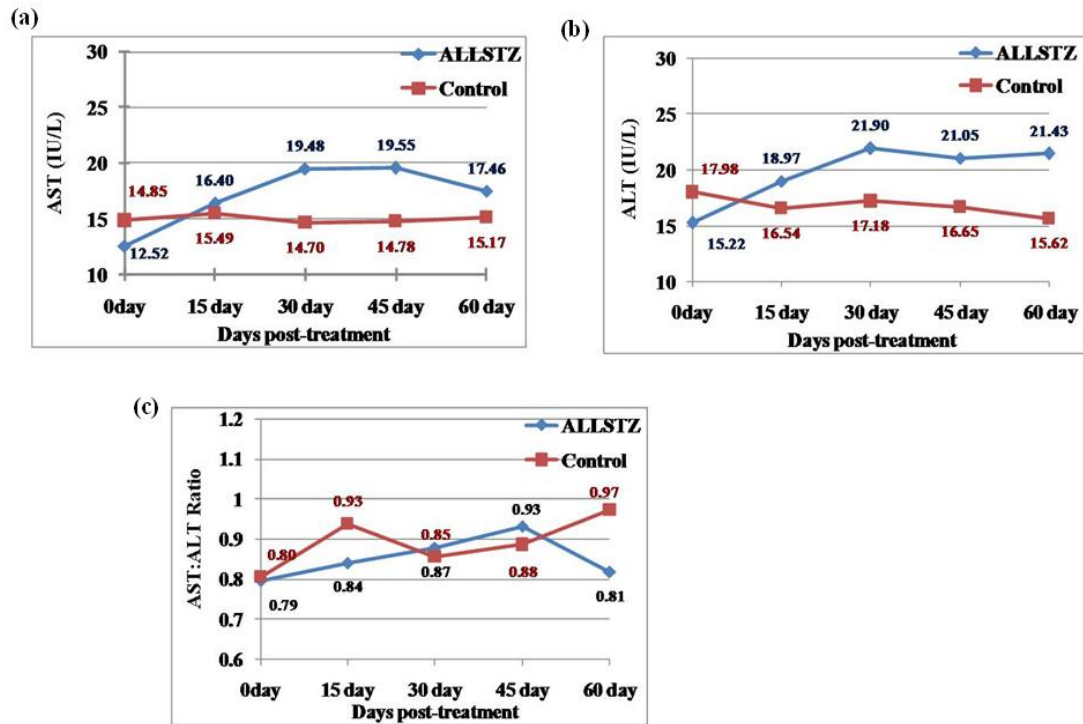 (a)
AST (IU/L)
30
25
20
15
10
ALLSTZ
Control
14.85
12.52
16.40
15.49
19.48
14.70
19.55
14.78
17.46
15.17
0day 15 day 30 day 45 day 60 day
Days post-treatment
(b)
ALT (IU/L)
30
25
20
15
10
ALLSTZ
Control
17.98
15.22
18.97
16.54
21.90
17.18
21.05
16.65
21.43
15.62
0day 15 day 30 day 45 day 60 day
Days post-treatment
(c)
AST:ALT Ratio
1.2
1.1
1
0.9
0.8
0.7
0.6
ALLSTZ
Control
0.80
0.79
0.93
0.84
0.85
0.87
0.93
0.88
0.97
0.81
0day 15 day 30 day 45 day 60 day
Days post-treatment